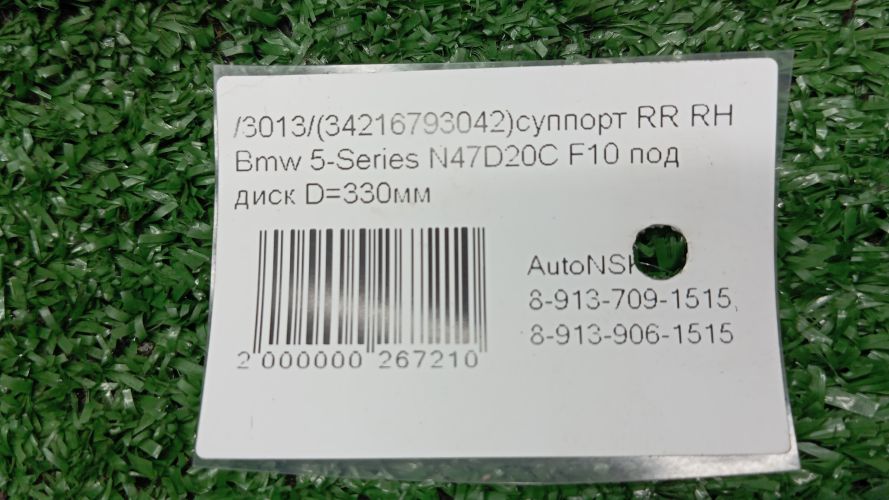 /3013/(34216793042)суппорт RR RH
Bmw 5-Series N47D20C F10 под
диск D=330мм
2 000000 267210
8-913-709-1515,
8-913-906-1515